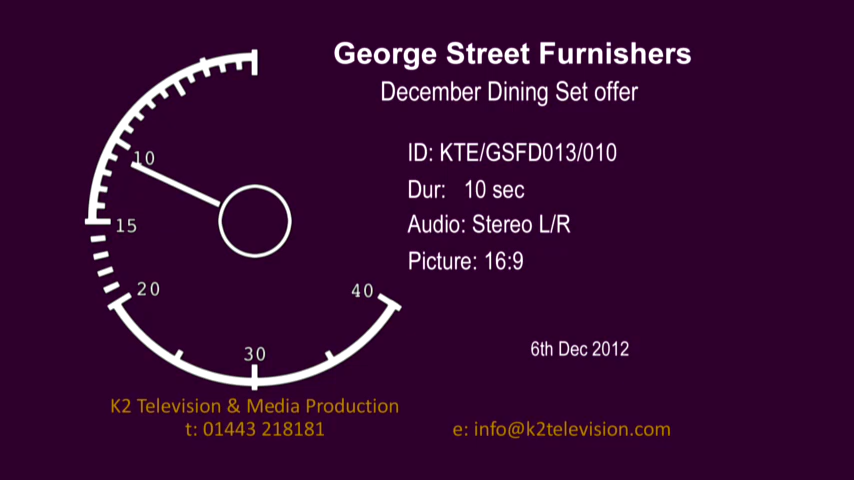 George Street Furnishers
December Dining Set offer
ID: KTE/GSFD013/010
Dur: 10 sec
Audio: Stereo L/R
Picture: 16:9
10
15
20
40
30
6th Dec 2012
K2 Television & Media Production
t: 01443 218181
e: info@k2television.com